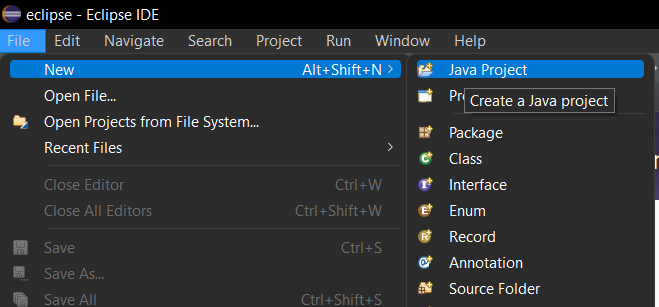 eclipse - Eclipse IDE
File Edit Navigate Search Project Run Window Help
New Alt+Shift+N Java Project
Open File...
Create a Java project
Open Projects from File System...
Package
Recent Files
Class
Close Editor Ctrl+W
Interface
Close All Editors Ctrl+Shift+W
Enum
Save Ctrl+S
Record
Save As...
Annotation
Save All Ctrl+Shift+S
Source Folder